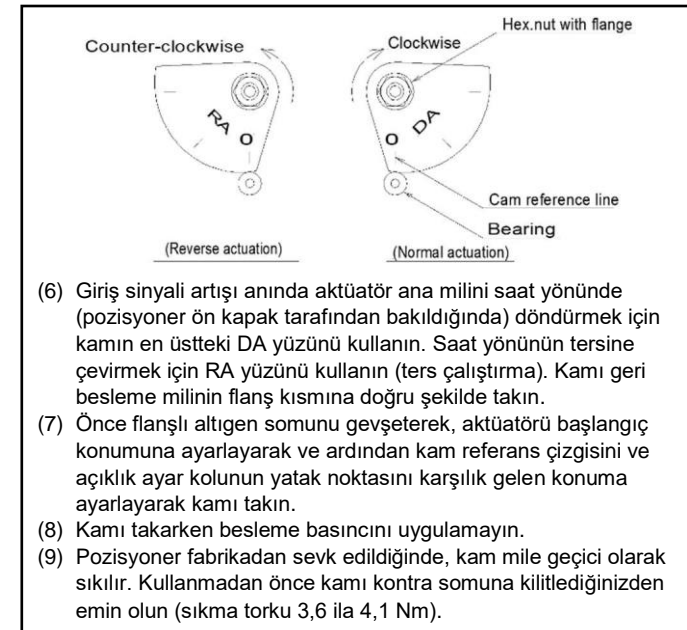 Hex.nut with flange
Counter-clockwise
Clockwise
RA
O
O
DA
Cam reference line
Bearing
(Reverse actuation)
(Normal actuation)
(6) Giriş sinyali artışı anında aktüatör ana milini saat yönünde
(pozisyoner ön kapak tarafından bakıldığında) döndürmek için
kamın en üstteki DA yüzünü kullanın. Saat yönünün tersine
çevirmek için RA yüzünü kullanın (ters çalıştırma). Kamı geri
besleme milinin flanş kısmına doğru şekilde takın.
(7) Önce flanşlı altıgen somunu gevşeterek, aktüatörü başlangıç
konumuna ayarlayarak ve ardından kam referans çizgisini ve
açıklık ayar kolunun yatak noktasını karşılık gelen konuma
ayarlayarak kamı takın.
(8) Kamı takarken besleme basıncını uygulamayın.
(9) Pozisyoner fabrikadan sevk edildiğinde, kam mile geçici olarak
sıkılır. Kullanmadan önce kamı kontra somuna kilitlediğinizden
emin olun (sıkma torku 3,6 ila 4,1 Nm).